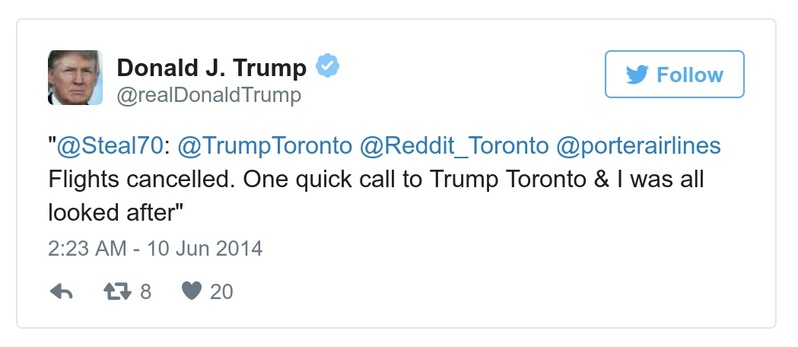 Donald J. Trump
@realDonaldTrump
Follow
"@Steal70: @TrumpToronto @Reddit_Toronto @porterairlines
Flights cancelled. One quick call to Trump Toronto & I was all
looked after"
2:23 AM - 10 Jun 2014
8 20